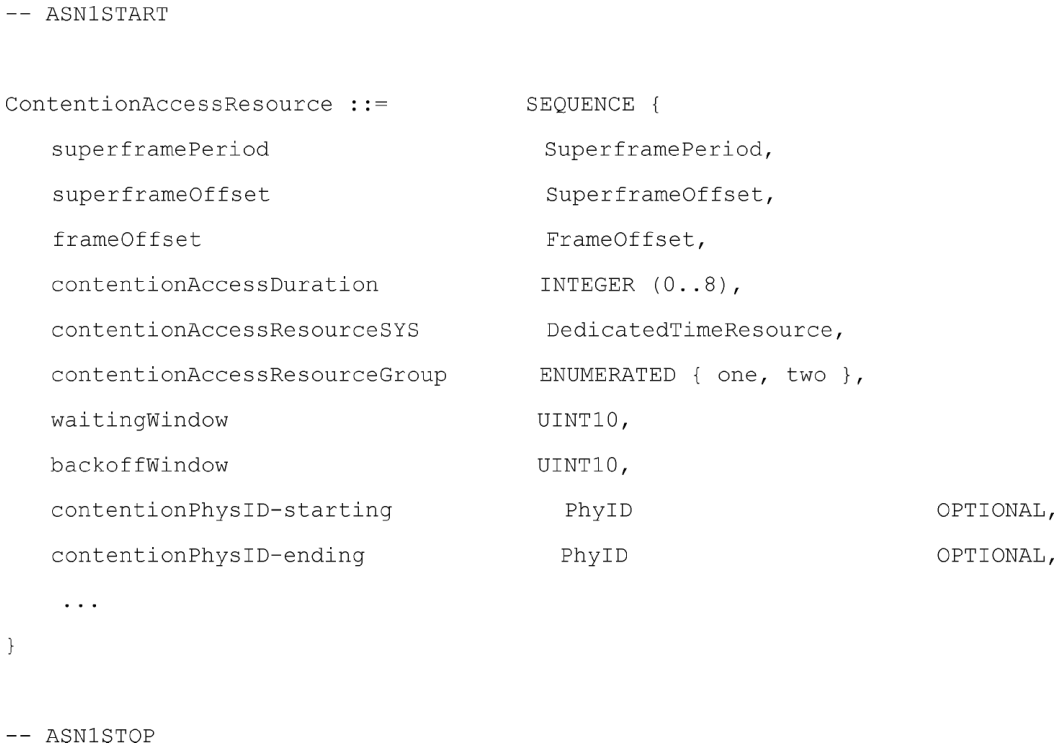 -- ASN1START
ContentionAccessResource ::= SEQUENCE {
superframePeriod SuperframePeriod,
superframeOffset SuperframeOffset,
frameOffset FrameOffset,
contentionAccessDuration INTEGER (0..8),
contentionAccessResourceSYS DedicatedTimeResource,
contentionAccessResourceGroup ENUMERATED { one, two },
waitingWindow UINT10,
backoffWindow UINT10,
contentionPhysID-starting PhyID OPTIONAL,
contentionPhysID-ending PhyID OPTIONAL,
...
}
-- ASN1STOP